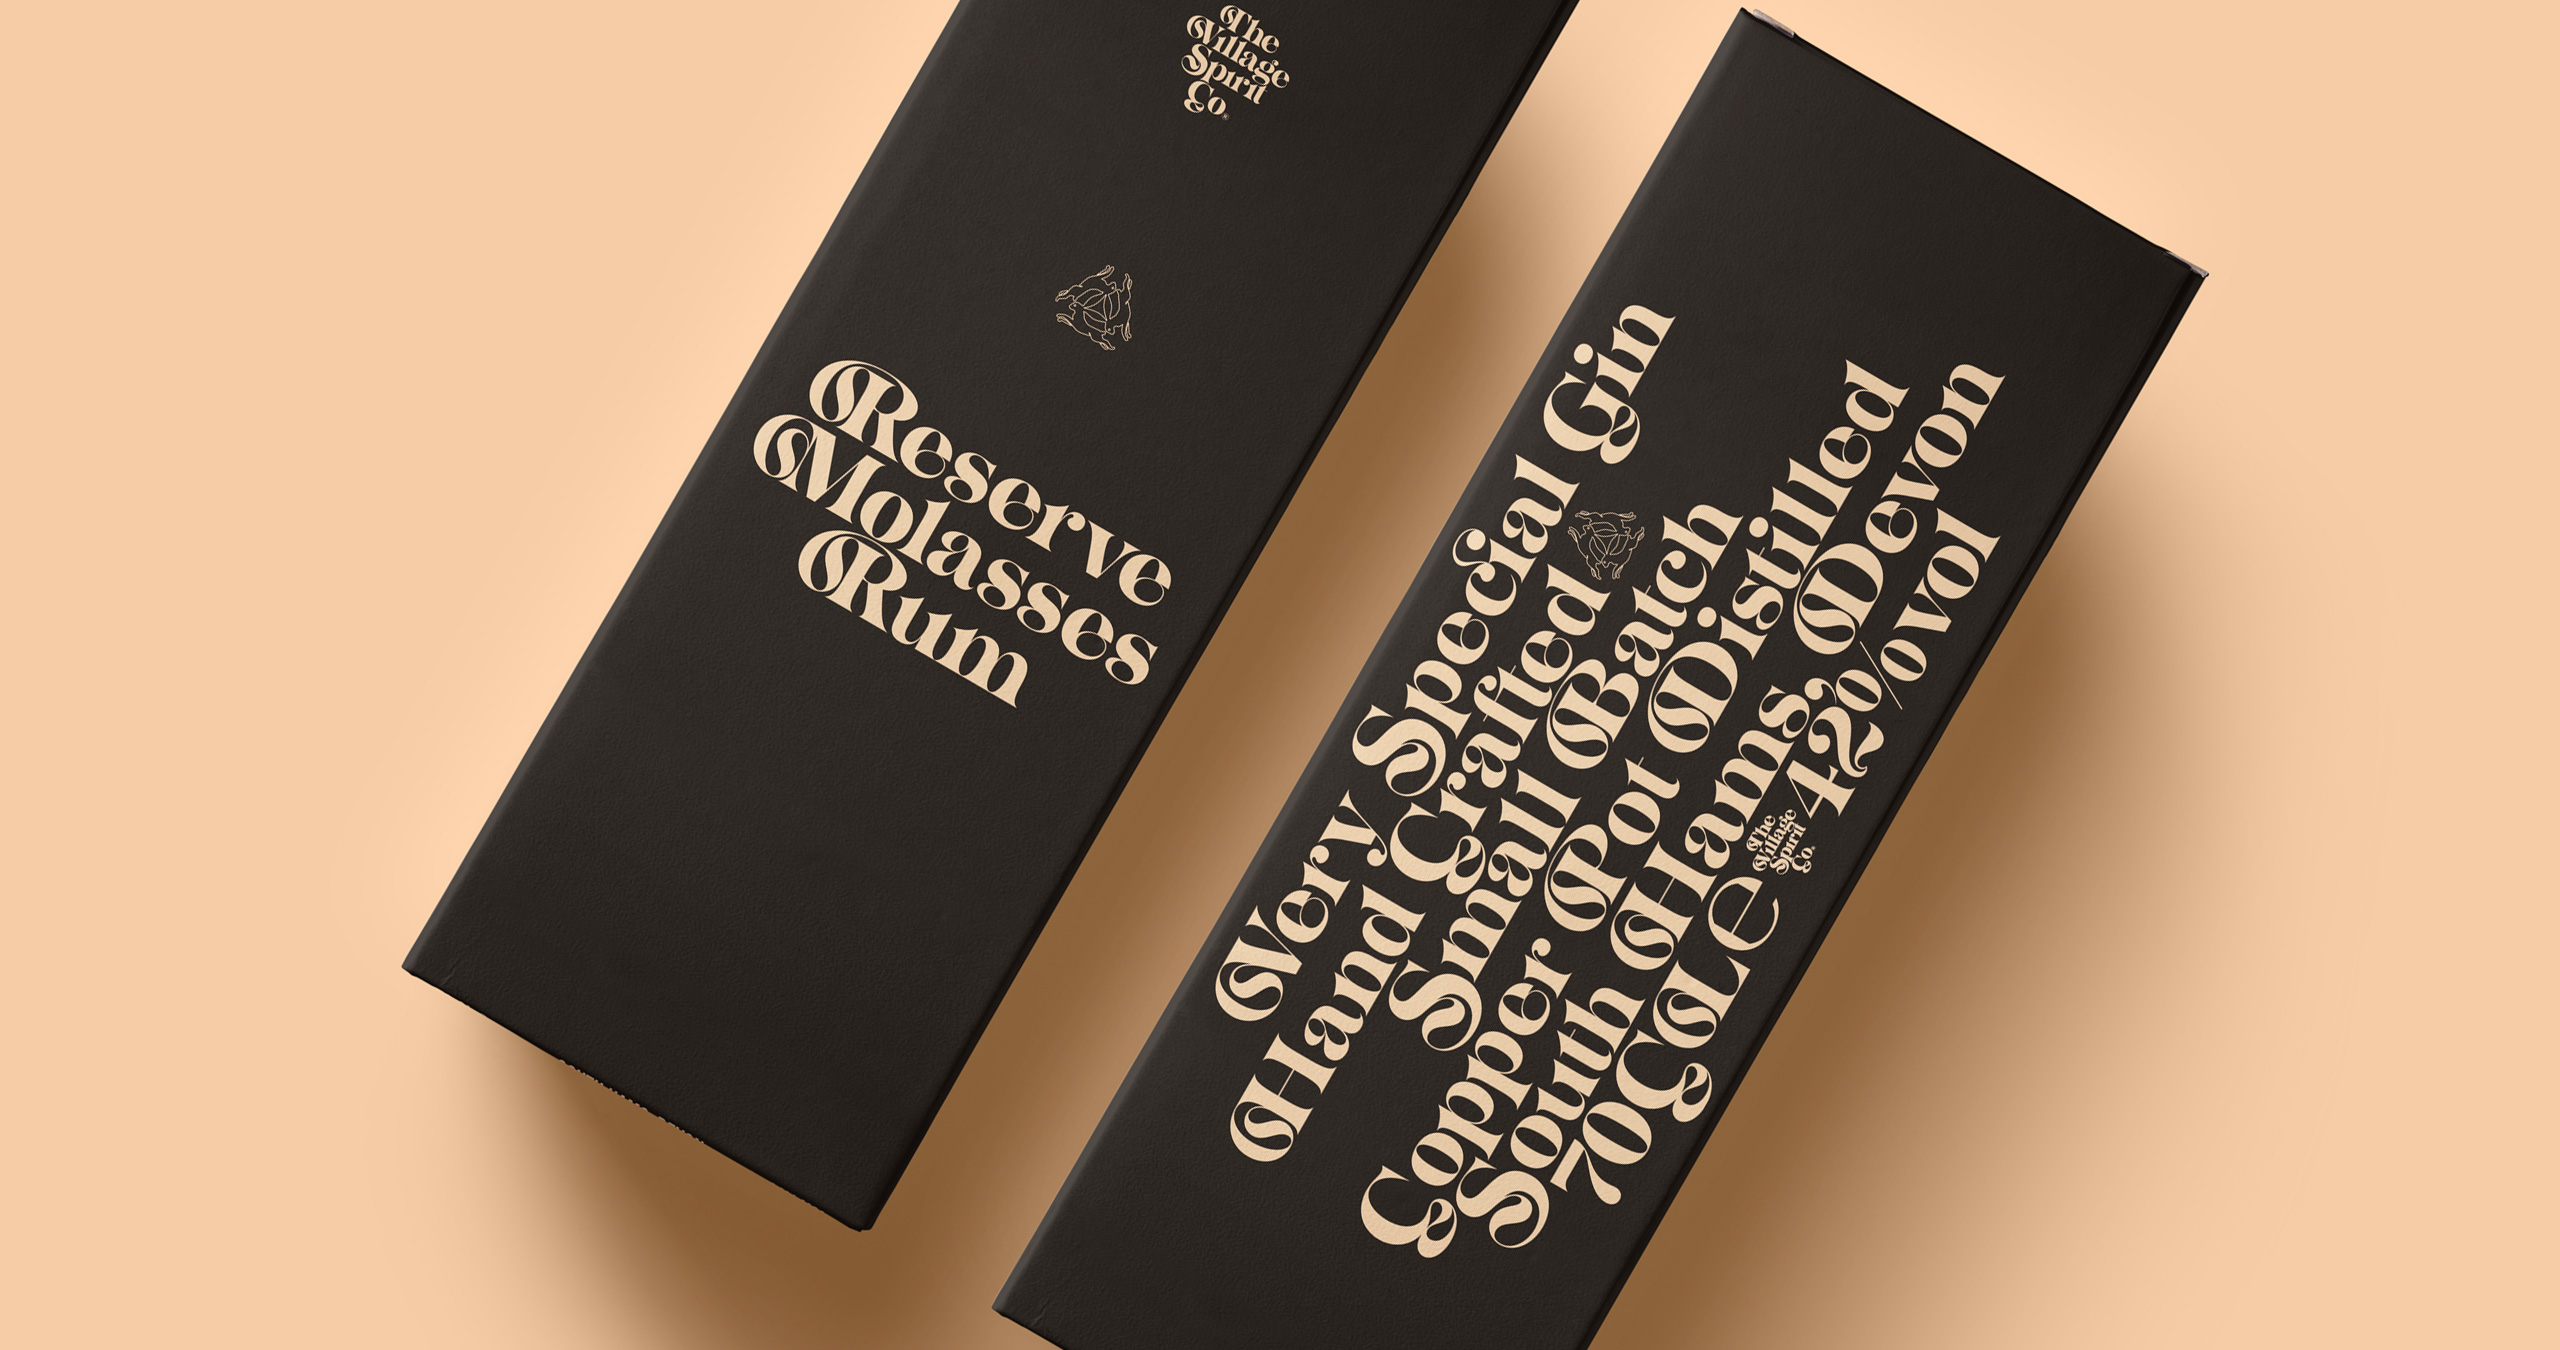 The
Village
Spirit
Co.
Reserve
Molasses
Rum
Very Special Gin
Hand Crafted
Small Batch
Copper Pot Distilled
South Hams, Devon
70CLe
The
Village
Spirit
Co.
42%vol